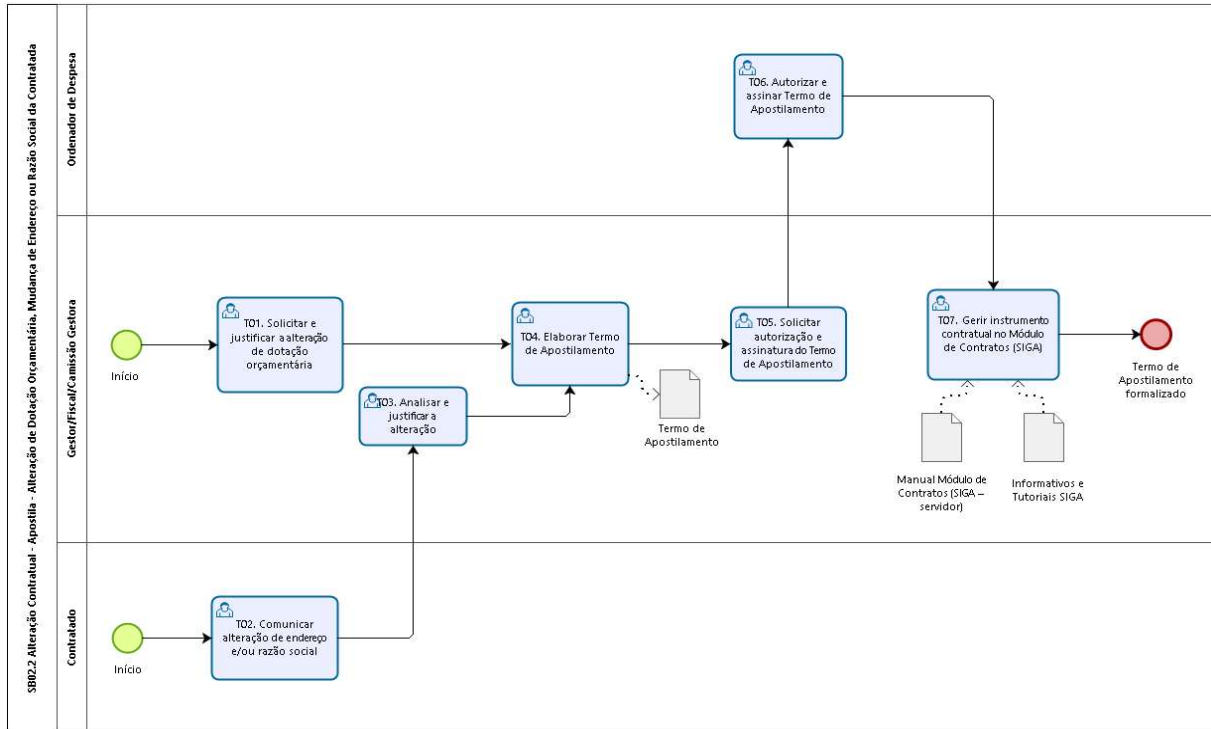 SB02.2 Alteração Contratual - Apostila - Alteração de Dotação Orçamentária, Mudança de Endereço ou Razão Social da Contratada
Ordenador de Despesa
T06. Autorizar e
assinar Termo de
Apostilamento
Gestor/Fiscal/Camissão Gestora
Início
T01. Solicitar e
justificar a alteração
de dotação
orçamentária
T03. Analisar e
justificar a
alteração
T04. Elaborar Termo
de Apostilamento
Termo de
Apostilamento
T05. Solicitar
autorização e
assinatura do Termo
de Apostilamento
T07. Gerir instrumento
contratual no Módulo
de Contratos (SIGA)
Manual Módulo de
Contratos (SIGA –
servidor)
Informativos e
Tutoriais SIGA
Termo de
Apostilamento
formalizado
Contratado
Início
T02. Comunicar
alteração de endereço
e/ou razão social